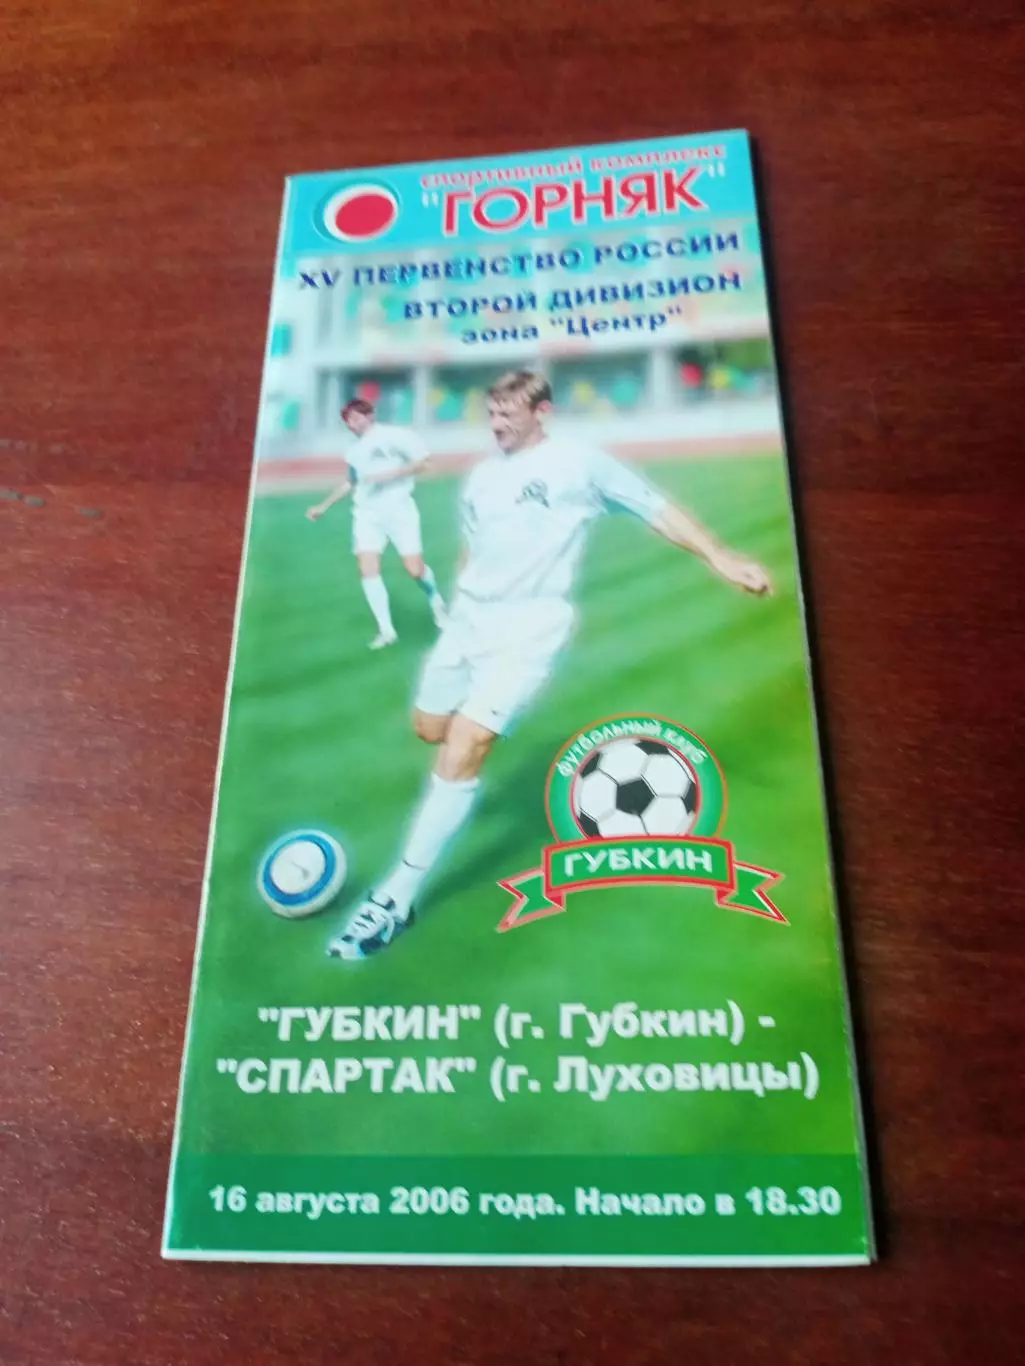 спортивный комплекс
"ГОРНЯК"
XV ПЕРВЕНСТВО РОССИИ
ВТОРОЙ ДИВИЗИОН
зона "Центр"
футбольный клуб
ГУБКИН
"ГУБКИН" (г. Губкин) -
"СПАРТАК" (г. Луховицы)
16 августа 2006 года. Начало в 18.30